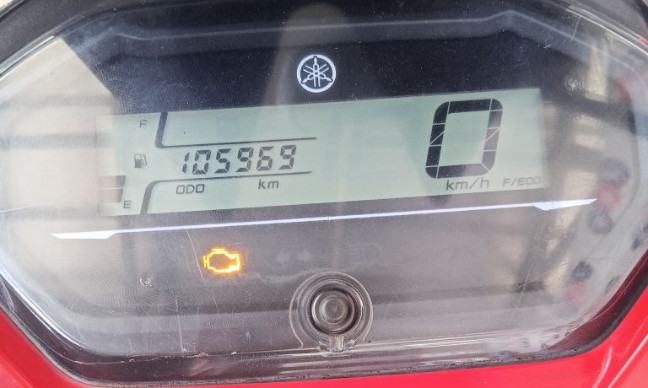 F
105969
ODO km
E
0
km/h F/ECO